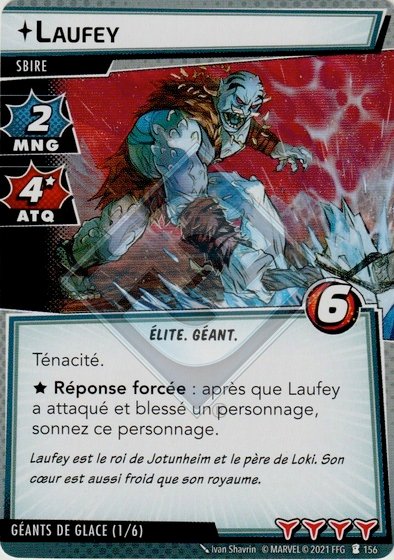 Laufey
SBIRE
2
MNG
4*
ATQ
6
ÉLITE. GÉANT.
Ténacité.
★ Réponse forcée : après que Laufey
a attaqué et blessé un personnage,
sonnez ce personnage.
Laufey est le roi de Jotunheim et le père de Loki. Son
cœur est aussi froid que son royaume.
GÉANTS DE GLACE (1/6)
Ivan Shavrin © MARVEL © 2021 FFG 156